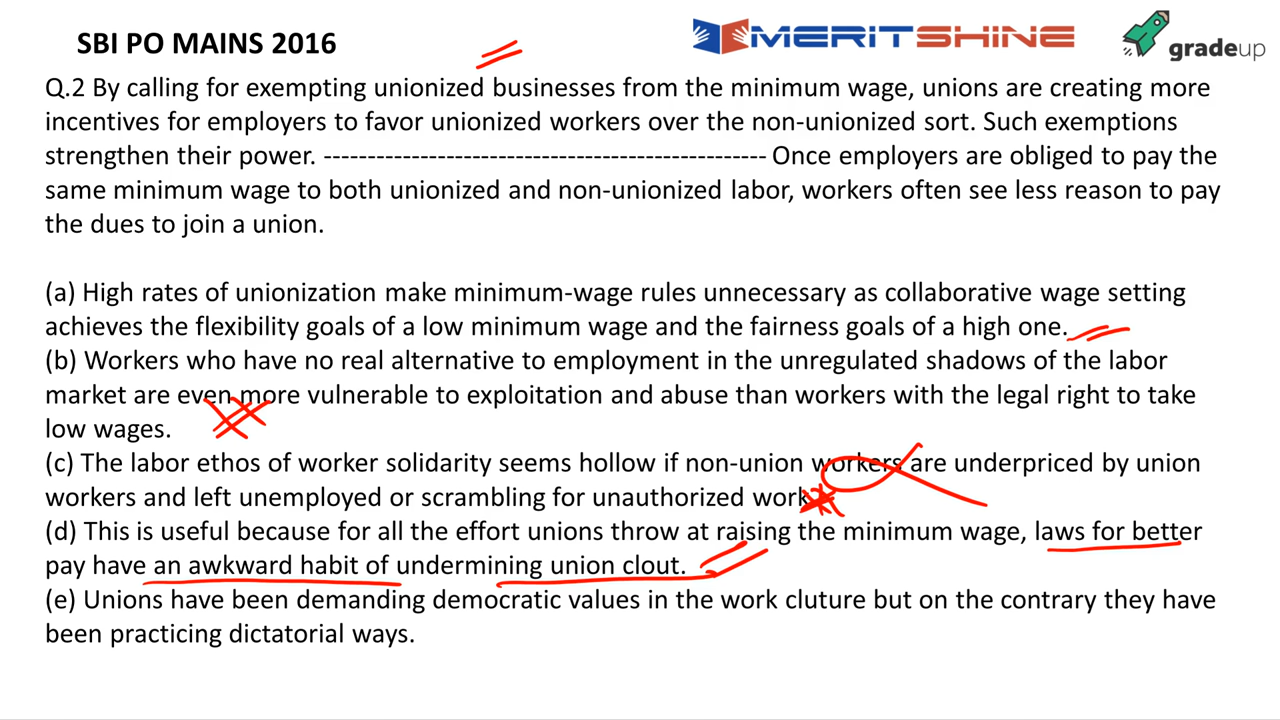 SBI PO MAINS 2016
MERITSHINE
gradeup
Q.2 By calling for exempting unionized businesses from the minimum wage, unions are creating more
incentives for employers to favor unionized workers over the non-unionized sort. Such exemptions
strengthen their power. -------------------------------------------------- Once employers are obliged to pay the
same minimum wage to both unionized and non-unionized labor, workers often see less reason to pay
the dues to join a union.
(a) High rates of unionization make minimum-wage rules unnecessary as collaborative wage setting
achieves the flexibility goals of a low minimum wage and the fairness goals of a high one.
(b) Workers who have no real alternative to employment in the unregulated shadows of the labor
market are even more vulnerable to exploitation and abuse than workers with the legal right to take
low wages.
(c) The labor ethos of worker solidarity seems hollow if non-union workers are underpriced by union
workers and left unemployed or scrambling for unauthorized work
(d) This is useful because for all the effort unions throw at raising the minimum wage, laws for better
pay have an awkward habit of undermining union clout.
(e) Unions have been demanding democratic values in the work cluture but on the contrary they have
been practicing dictatorial ways.